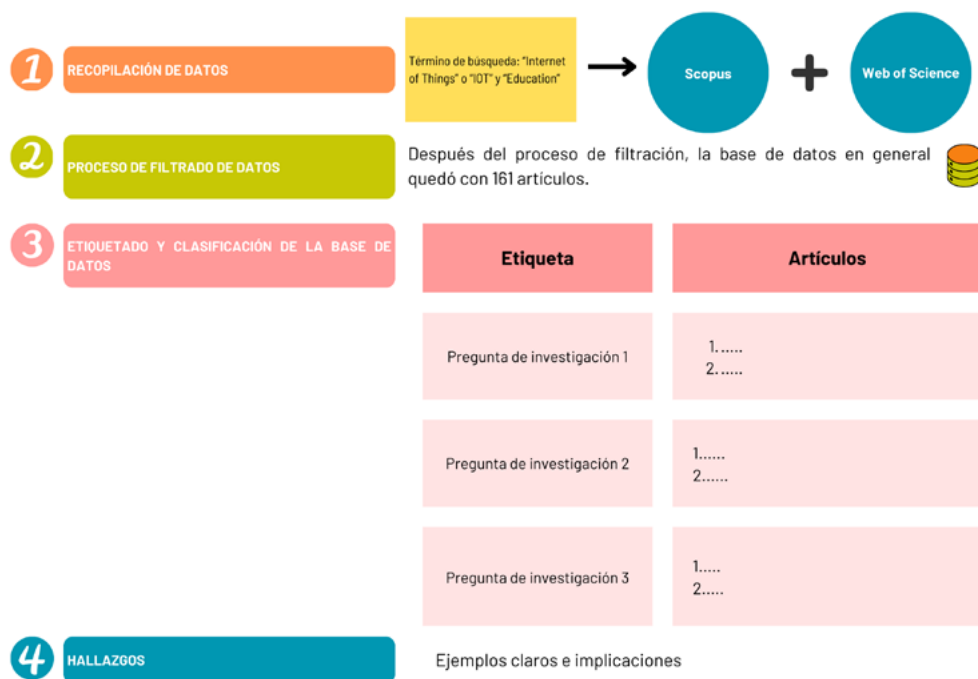 1
RECOPILACIÓN DE DATOS
Término de búsqueda: "Internet
of Things" o "IOT" y "Education"
Scopus
Web of Science
2
PROCESO DE FILTRADO DE DATOS
Después del proceso de filtración, la base de datos en general
quedó con 161 artículos.
3
ETIQUETADO Y CLASIFICACIÓN DE LA BASE DE
DATOS
Etiqueta
Artículos
Pregunta de investigación 1
1. .....
2. .....
Pregunta de investigación 2
1......
2......
Pregunta de investigación 3
1.....
2.....
4
HALLAZGOS
Ejemplos claros e implicaciones